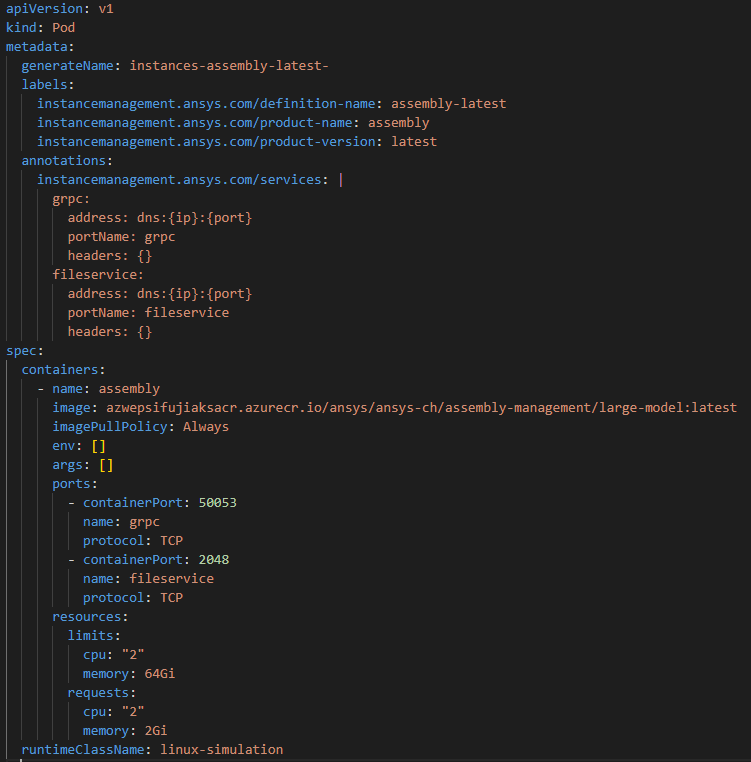 apiVersion: v1
kind: Pod
metadata:
  generateName: instances-assembly-latest-
  labels:
    instancemanagement.ansys.com/definition-name: assembly-latest
    instancemanagement.ansys.com/product-name: assembly
    instancemanagement.ansys.com/product-version: latest
  annotations:
    instancemanagement.ansys.com/services: |
      grpc:
        address: dns:{ip}:{port}
        portName: grpc
        headers: {}
      fileservice:
        address: dns:{ip}:{port}
        portName: fileservice
        headers: {}
spec:
  containers:
    - name: assembly
      image: azwepsifujiaksacr.azurecr.io/ansys/ansys-ch/assembly-management/large-model:latest
      imagePullPolicy: Always
      env: []
      args: []
      ports:
        - containerPort: 50053
          name: grpc
          protocol: TCP
        - containerPort: 2048
          name: fileservice
          protocol: TCP
      resources:
        limits:
          cpu: "2"
          memory: 64Gi
        requests:
          cpu: "2"
          memory: 2Gi
  runtimeClassName: linux-simulation